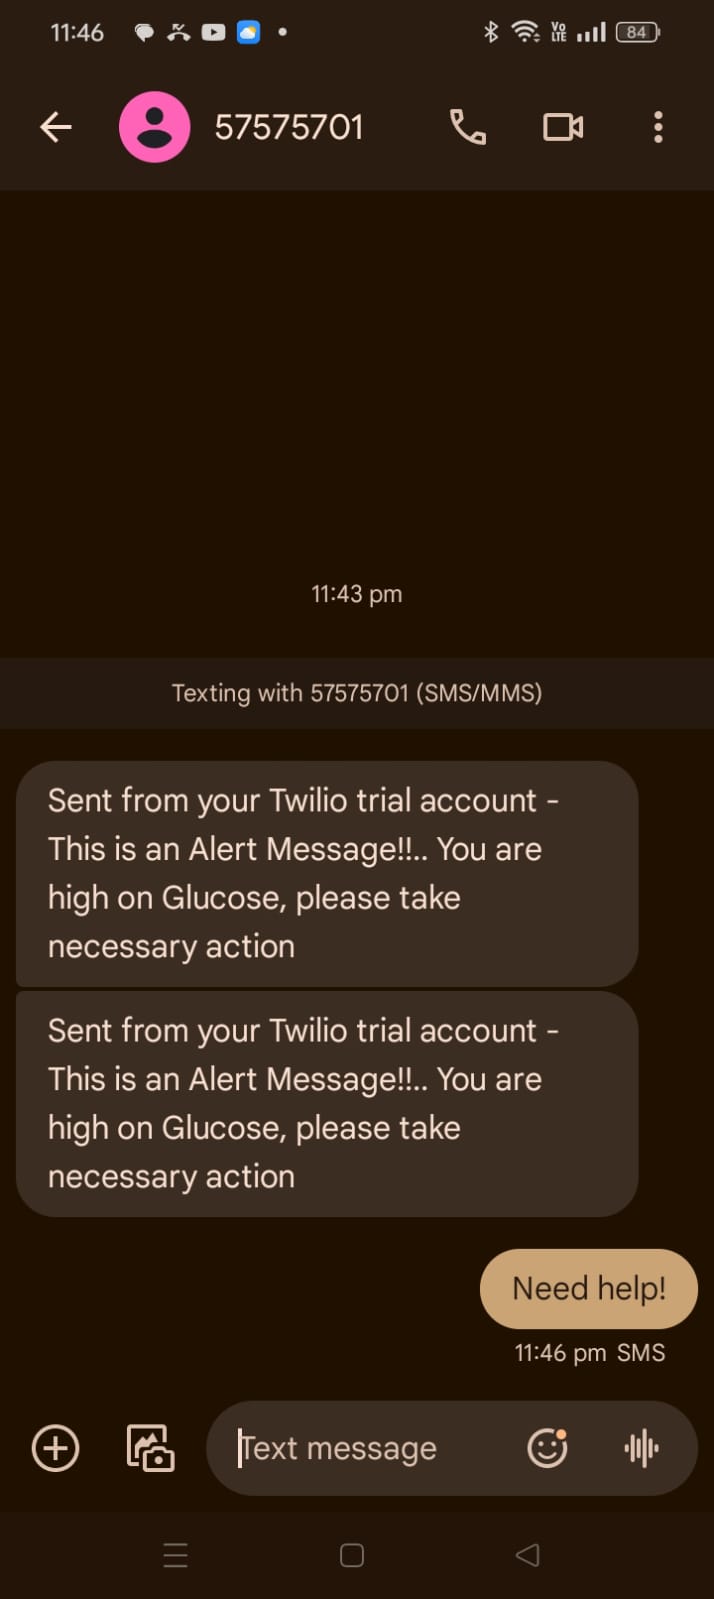 11:46
Vo
LTE
84
57575701
11:43 pm
Texting with 57575701 (SMS/MMS)
Sent from your Twilio trial account -
This is an Alert Message!!.. You are
high on Glucose, please take
necessary action
Sent from your Twilio trial account -
This is an Alert Message!!.. You are
high on Glucose, please take
necessary action
Need help!
11:46 pm SMS
Text message